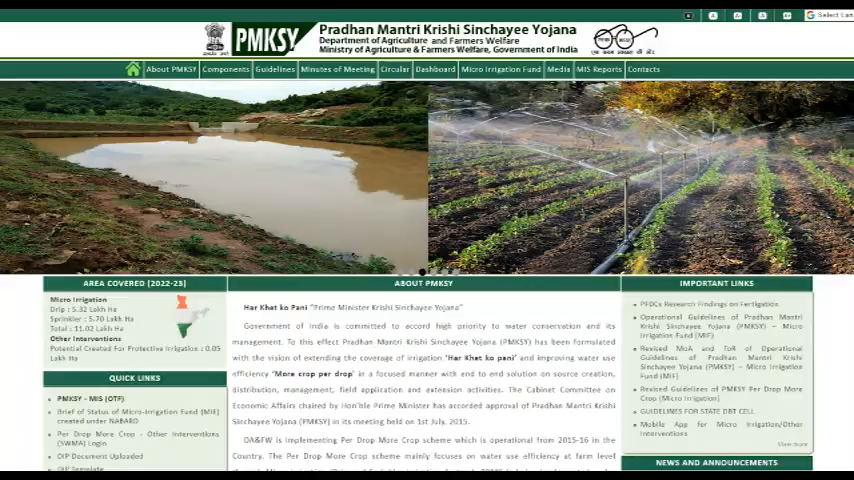 A
A-
A
A+
Select Lan
PMKSY
Pradhan Mantri Krishi Sinchayee Yojana
Department of Agriculture and Farmers Welfare
Ministry of Agriculture & Farmers Welfare, Government of India
About PMKSY
Components
Guidelines
Minutes of Meeting
Circular
Dashboard
Micro Irrigation Fund
Media
MIS Reports
Contacts
AREA COVERED (2022-23)
Micro Irrigation
Drip : 5.32 Lakh Ha
Sprinkler : 5.70 Lakh Ha
Total : 11.02 Lakh Ha
Other Interventions
Potential Created For Protective Irrigation : 0.05
Lakh Ha
QUICK LINKS
PMKSY - MIS (OTF)
Brief of Status of Micro-Irrigation Fund (MIF)
created under NABARD
Per Drop More Crop - Other Interventions
(SWMA) Login
DIP Document Uploaded
DIP Template
ABOUT PMKSY
Har Khet ko Pani "Prime Minister Krishi Sinchayee Yojana"
Government of India is committed to accord high priority to water conservation and its
management. To this effect Pradhan Mantri Krishi Sinchayee Yojana (PMKSY) has been formulated
with the vision of extending the coverage of irrigation 'Har Khet ko pani' and improving water use
efficiency 'More crop per drop' in a focused manner with end to end solution on source creation,
distribution, management, field application and extension activities. The Cabinet Committee on
Economic Affairs chaired by Hon'ble Prime Minister has accorded approval of Pradhan Mantri Krishi
Sinchayee Yojana (PMKSY) in its meeting held on 1st July, 2015.
DA&FW is implementing Per Drop More Crop scheme which is operational from 2015-16 in the
Country. The Per Drop More Crop scheme mainly focuses on water use efficiency at farm level
IMPORTANT LINKS
PFDCs Research Findings on Fertigation
Operational Guidelines of Pradhan Mantri
Krishi Sinchayee Yojana (PMKSY) – Micro
Irrigation Fund (MIF)
Revised MoA and ToR of Operational
Guidelines of Pradhan Mantri Krishi
Sinchayee Yojana (PMKSY) – Micro Irrigation
Fund (MIF)
Revised Guidelines of PMKSY Per Drop More
Crop (Micro Irrigation)
GUIDELINES FOR STATE DBT CELL
Mobile App for Micro Irrigation/Other
Interventions
View more
NEWS AND ANNOUNCEMENTS